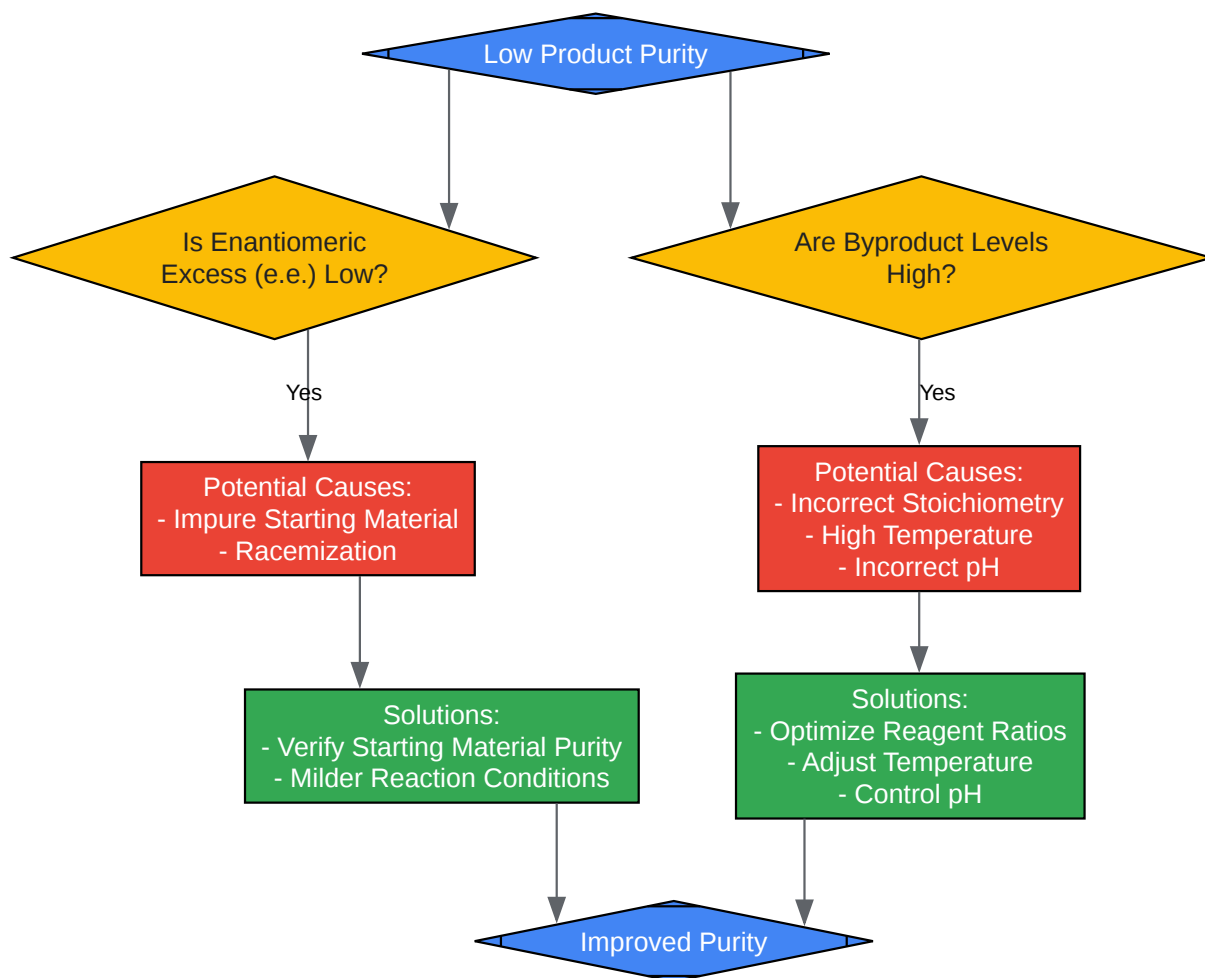 Low Product Purity
Is Enantiomeric
Excess (e.e.) Low?
Are Byproduct Levels
High?
Yes
Yes
Potential Causes:
- Impure Starting Material
- Racemization
Potential Causes:
- Incorrect Stoichiometry
- High Temperature
- Incorrect pH
Solutions:
- Verify Starting Material Purity
- Milder Reaction Conditions
Solutions:
- Optimize Reagent Ratios
- Adjust Temperature
- Control pH
Improved Purity